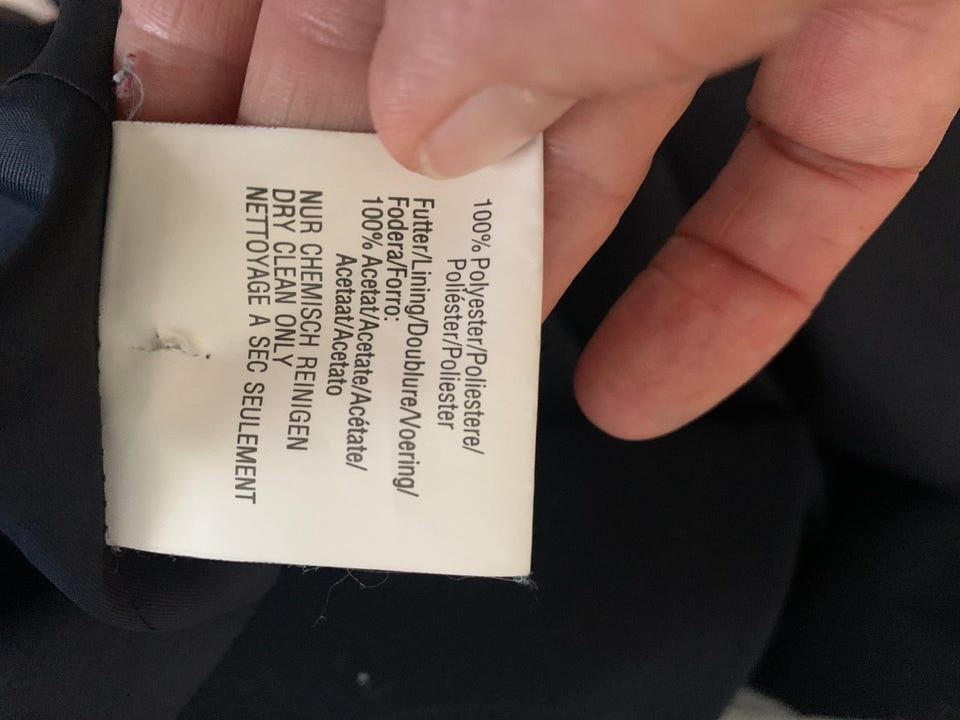 100% Polyester/Poliestere/
Poliéster/Poliester
Futter/Lining/Doublure/Voering/
Fodera/Forro:
100% Acetat/Acetate/Acétate/
Acetaat/Acetato
NUR CHEMISCH REINIGEN
DRY CLEAN ONLY
NETTOYAGE A SEC SEULEMENT